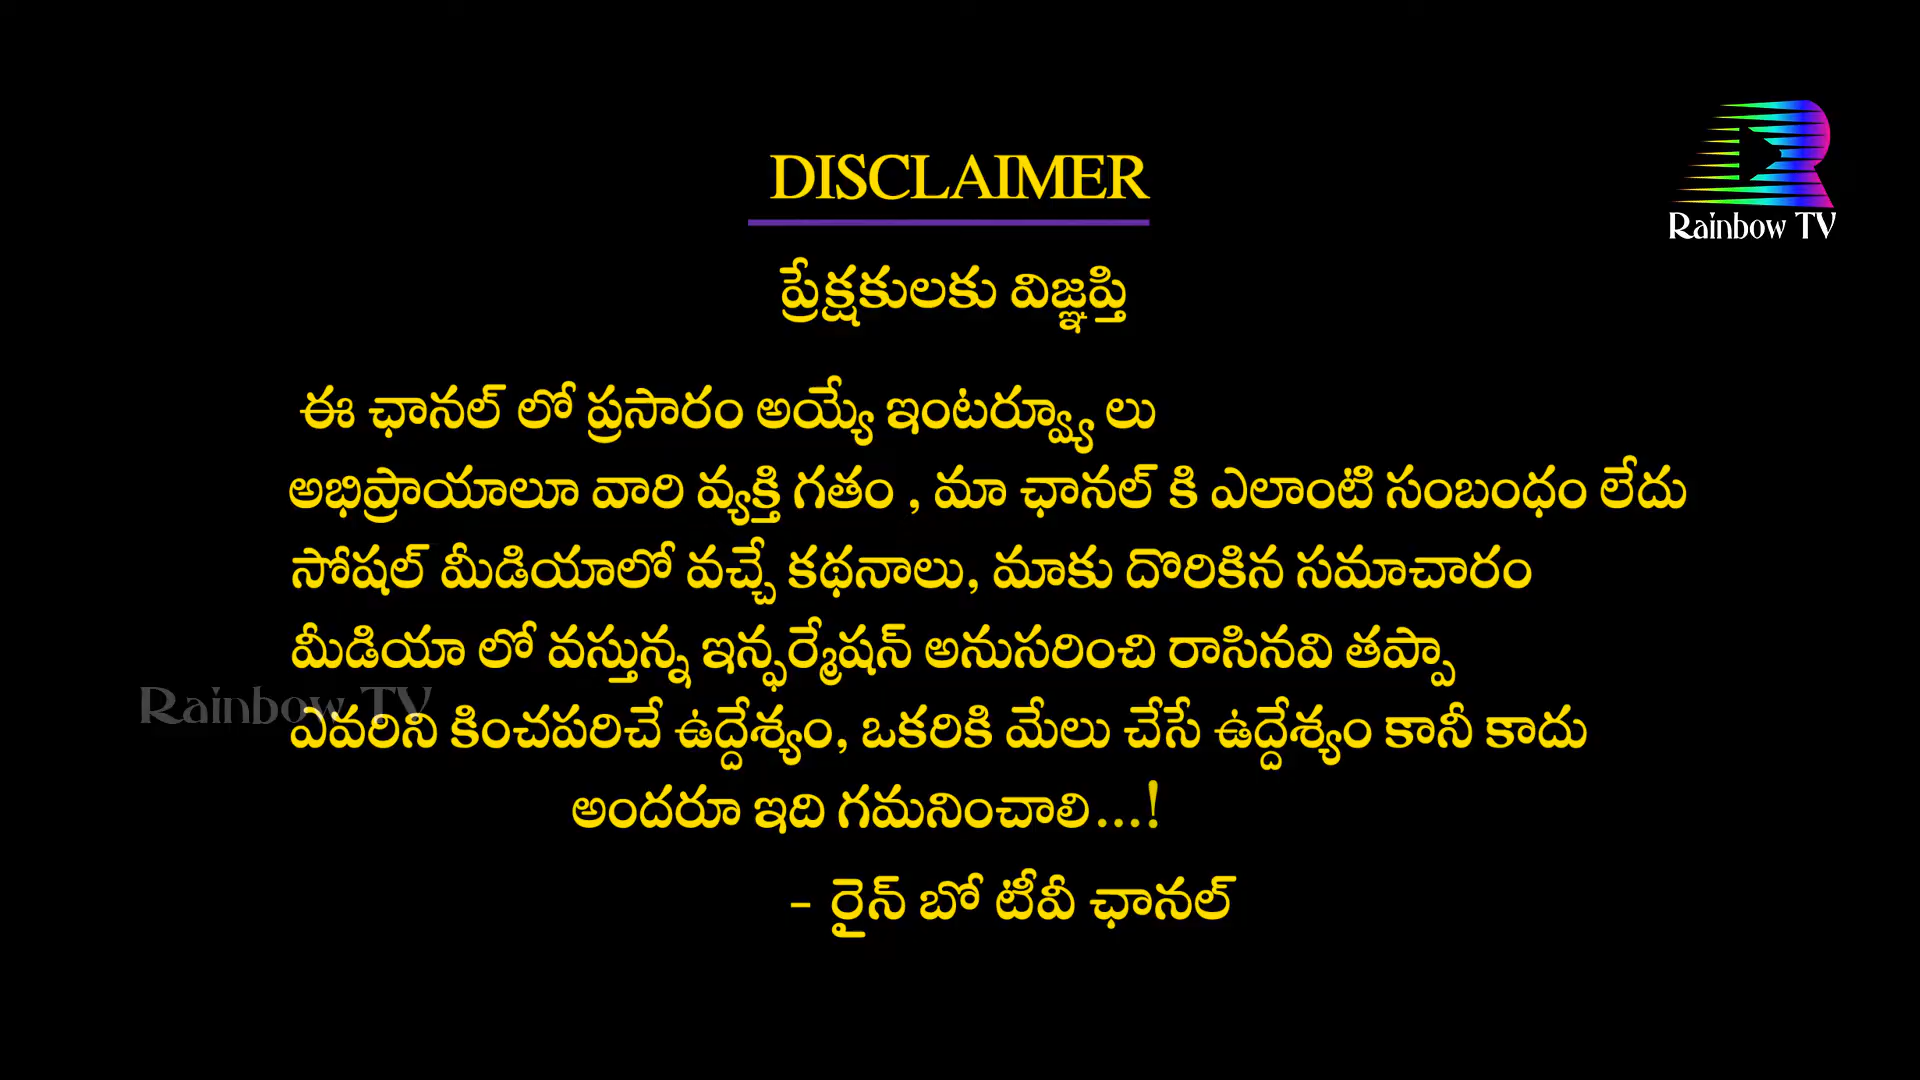 DISCLAIMER
Rainbow TV
ప్రేక్షకులకు విజ్ఞప్తి
ఈ ఛానల్ లో ప్రసారం అయ్యే ఇంటర్వ్యూ లు
అభిప్రాయాలూ వారి వ్యక్తి గతం , మా ఛానల్ కి ఎలాంటి సంబంధం లేదు
సోషల్ మీడియాలో వచ్చే కథనాలు, మాకు దొరికిన సమాచారం
మీడియా లో వస్తున్న ఇన్ఫర్మేషన్ అనుసరించి రాసినవి తప్పా
Rainbow TV
ఏవరిని కించపరిచే ఉద్దేశ్యం, ఒకరికి మేలు చేసే ఉద్దేశ్యం కానీ కాదు
అందరూ ఇది గమనించాలి...!
- రైన్ బో టీవీ ఛానల్